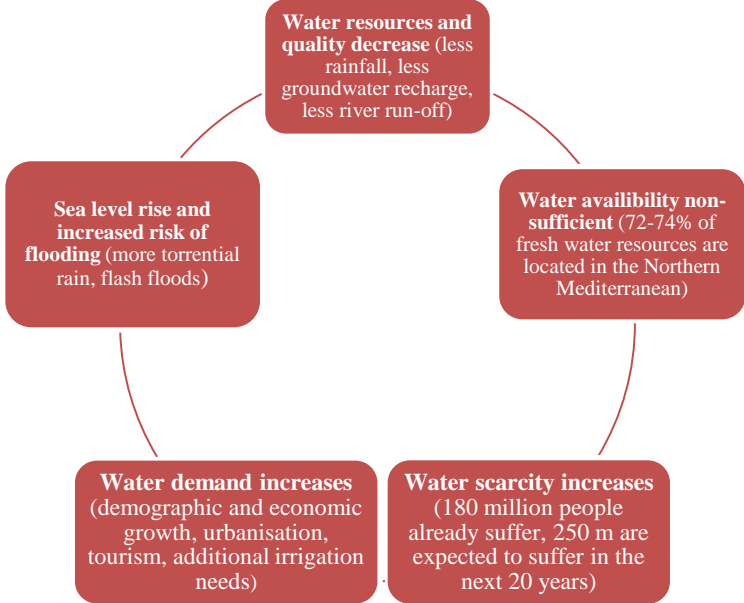 Water resources and
quality decrease (less
rainfall, less
groundwater recharge,
less river run-off)
Water availibility non-
sufficient (72-74% of
fresh water resources are
located in the Northern
Mediterranean)
Water scarcity increases
(180 million people
already suffer, 250 m are
expected to suffer in the
next 20 years)
Water demand increases
(demographic and economic
growth, urbanisation,
tourism, additional irrigation
needs)
Sea level rise and
increased risk of
flooding (more torrential
rain, flash floods)